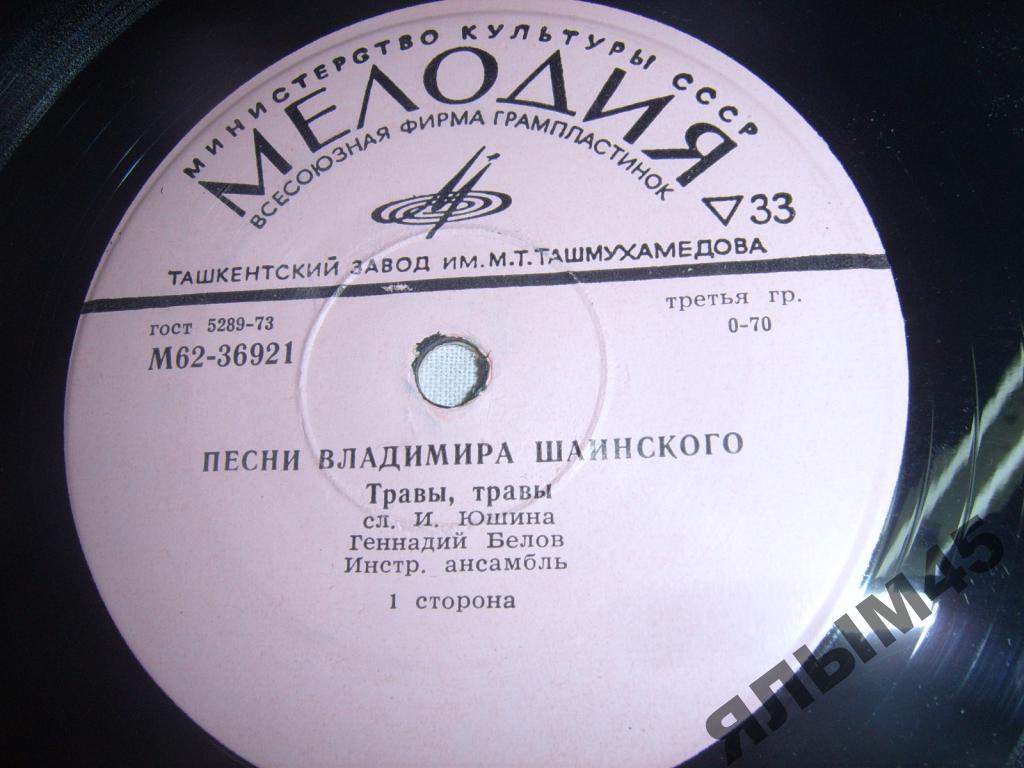 МИНИСТЕРСТВО КУЛЬТУРЫ СССР
МЕЛОДИЯ
ВСЕСОЮЗНАЯ ФИРМА ГРАМПЛАСТИНОК
▽33
ТАШКЕНТСКИЙ ЗАВОД ИМ. М.Т. ТАШМУХАМЕДОВА
гост 5289-73
третья гр.
М62-36921
0-70
ПЕСНИ ВЛАДИМИРА ШАИНСКОГО
Травы, травы
сл. И. Юшина
Геннадий Белов
Инстр. ансамбль
1 сторона
ЯЛЫМ45